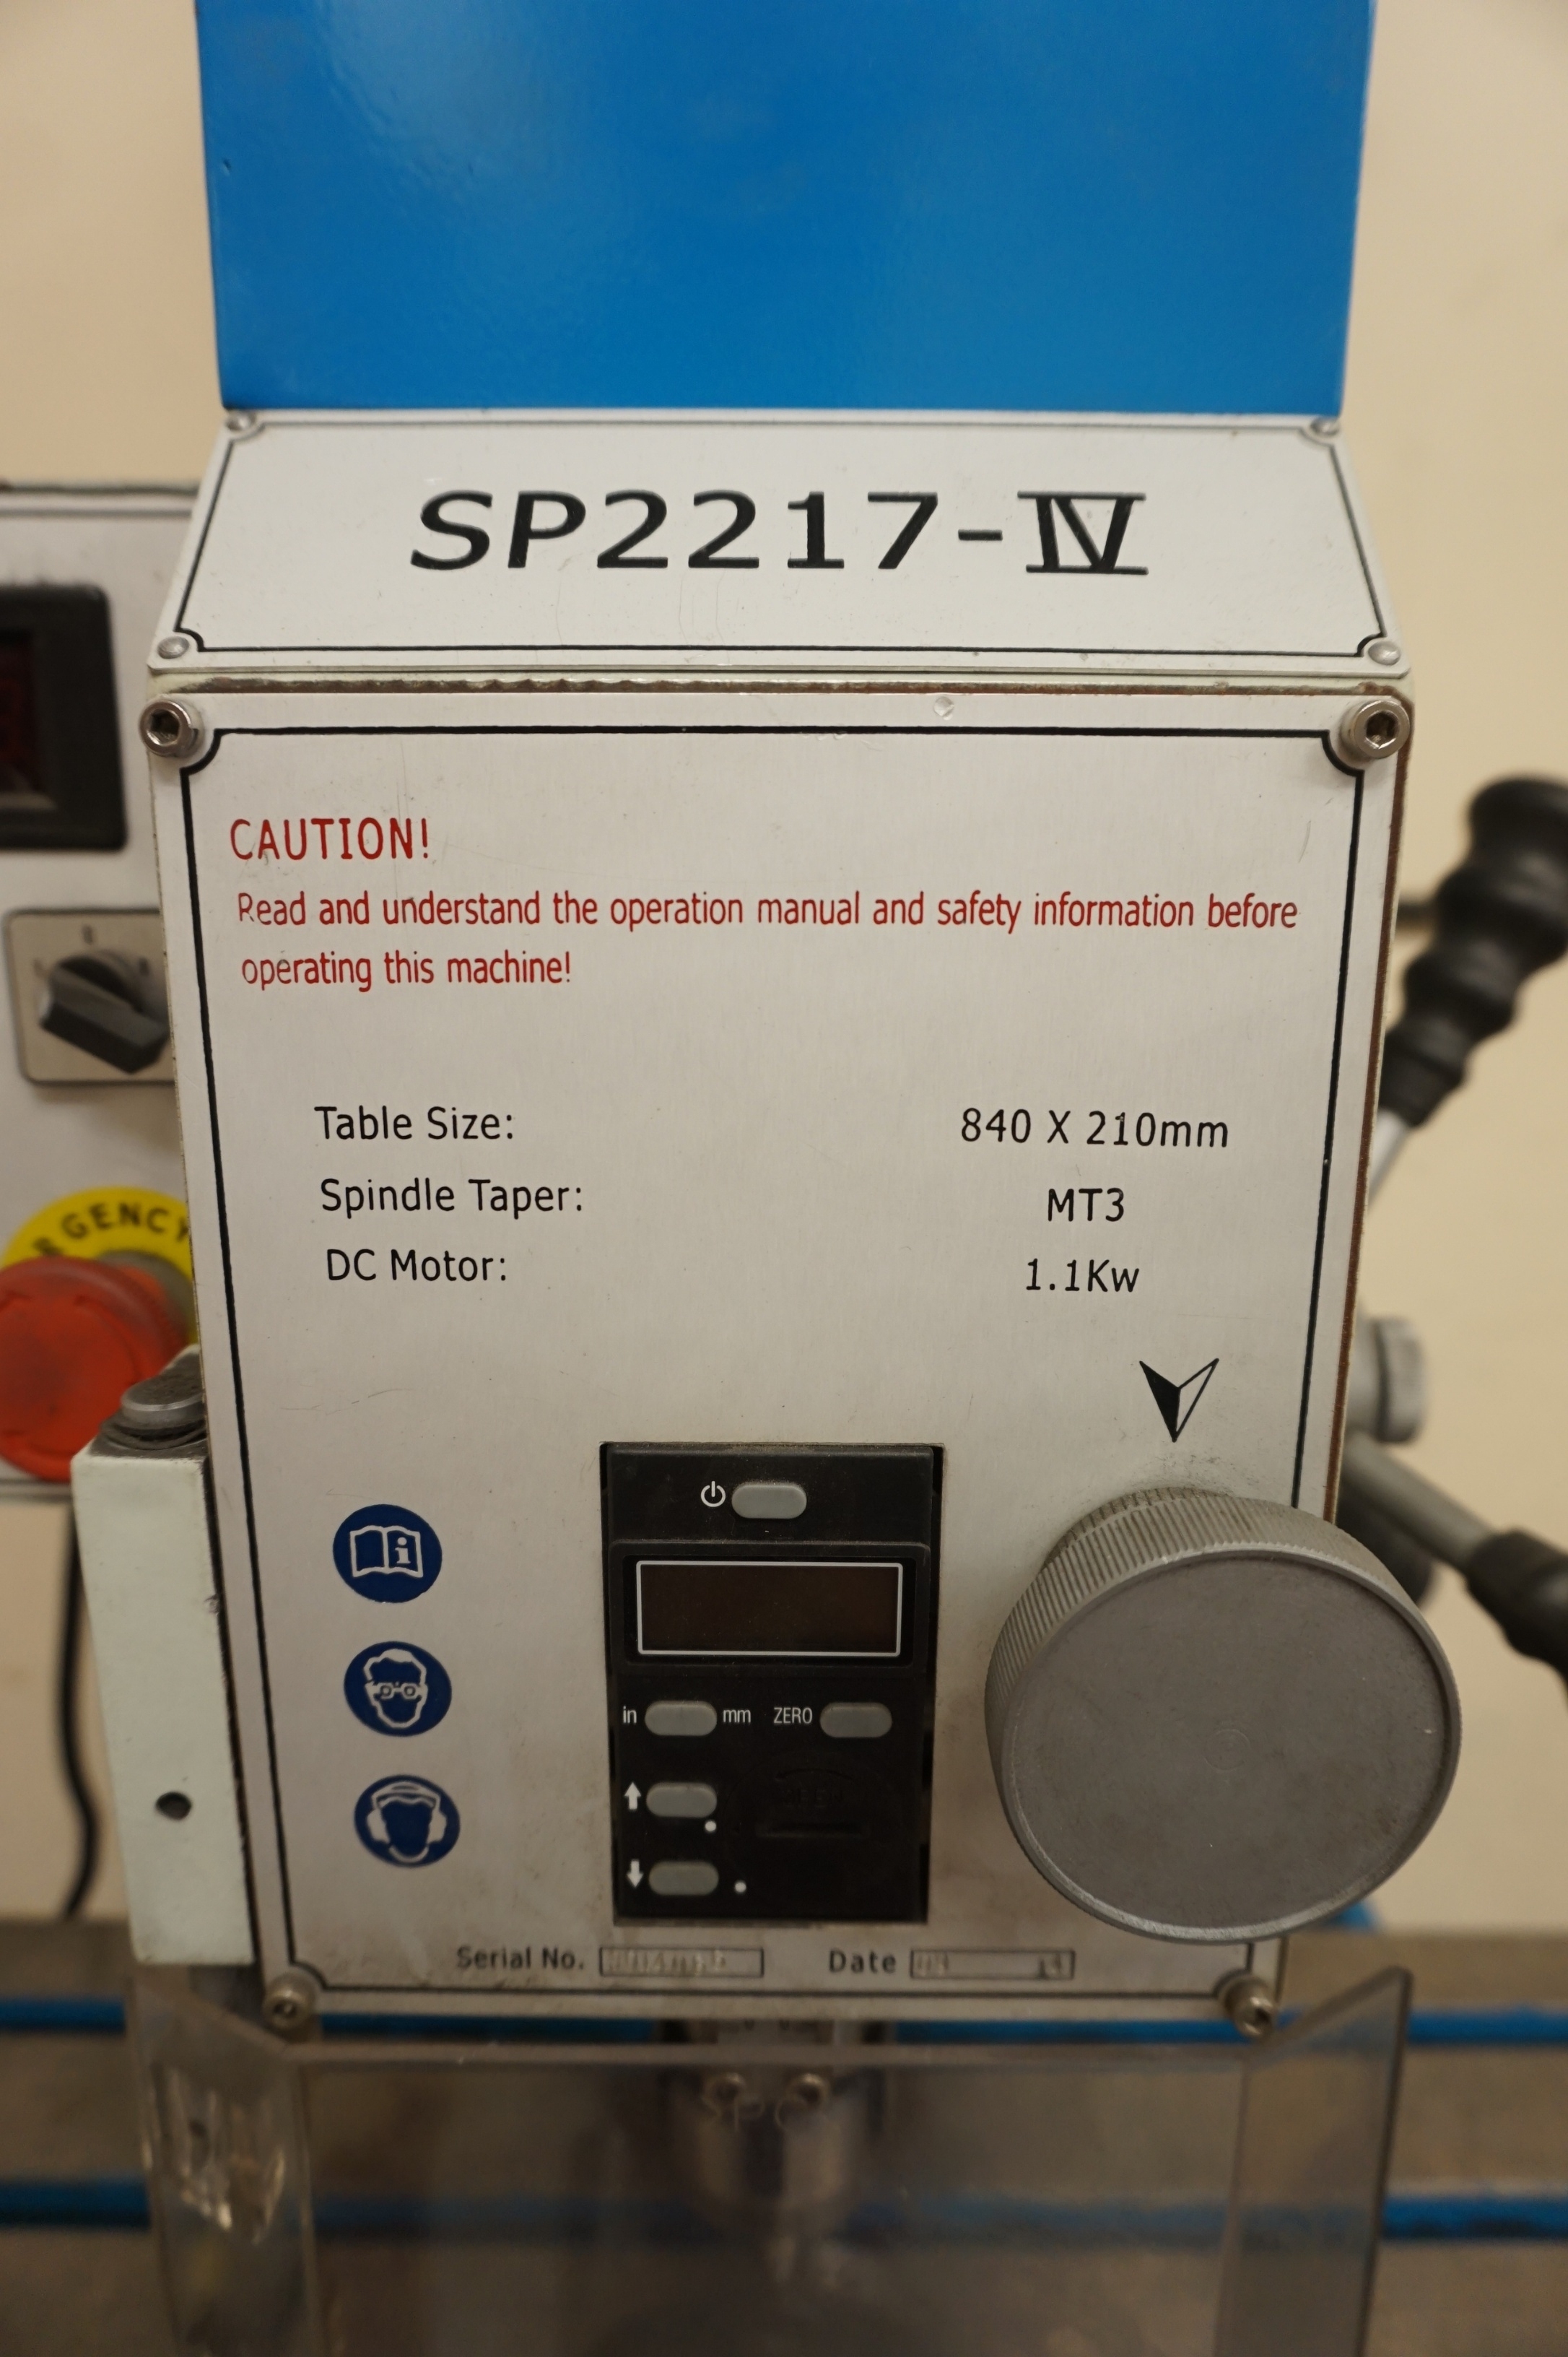 SP2217-IV
CAUTION!
Read and understand the operation manual and safety information before
operating this machine!
Table Size: 840 X 210mm
Spindle Taper: MT3
DC Motor: 1.1Kw
GENCY
in mm ZERO
Serial No. Date